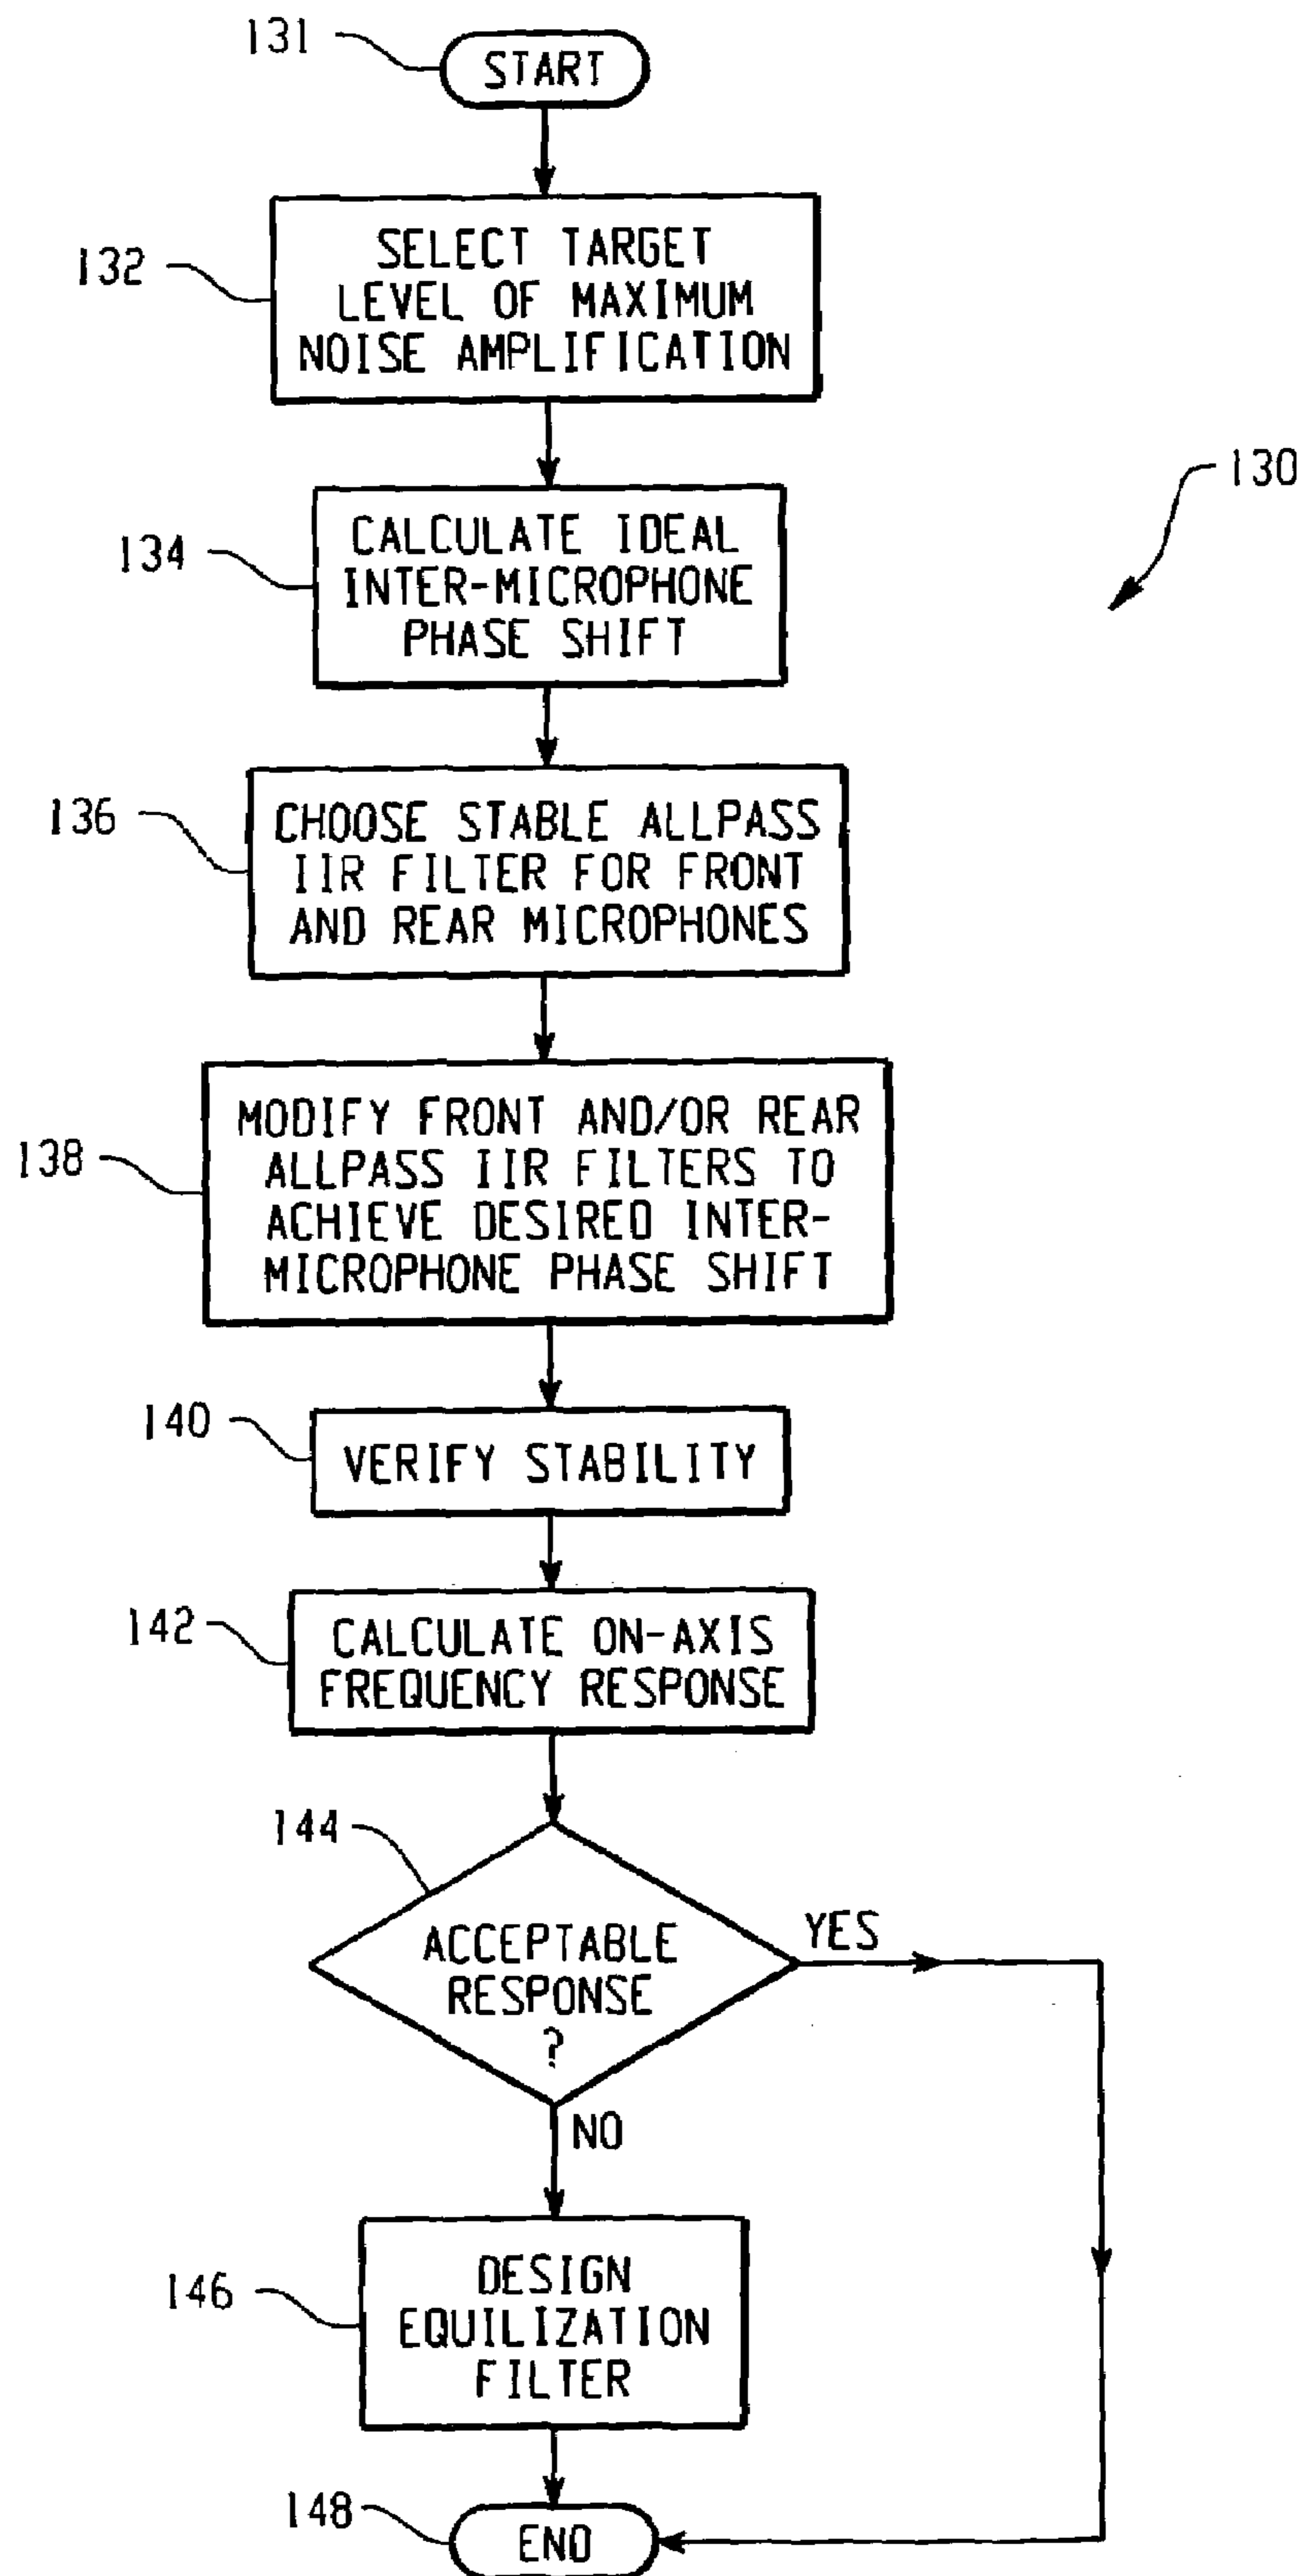 131
START
132
SELECT TARGET
LEVEL OF MAXIMUM
NOISE AMPLIFICATION
130
134
CALCULATE IDEAL
INTER-MICROPHONE
PHASE SHIFT
136
CHOOSE STABLE ALLPASS
IIR FILTER FOR FRONT
AND REAR MICROPHONES
138
MODIFY FRONT AND/OR REAR
ALLPASS IIR FILTERS TO
ACHIEVE DESIRED INTER-
MICROPHONE PHASE SHIFT
140
VERIFY STABILITY
142
CALCULATE ON-AXIS
FREQUENCY RESPONSE
144
ACCEPTABLE
RESPONSE
?
YES
NO
146
DESIGN
EQUILIZATION
FILTER
148
END